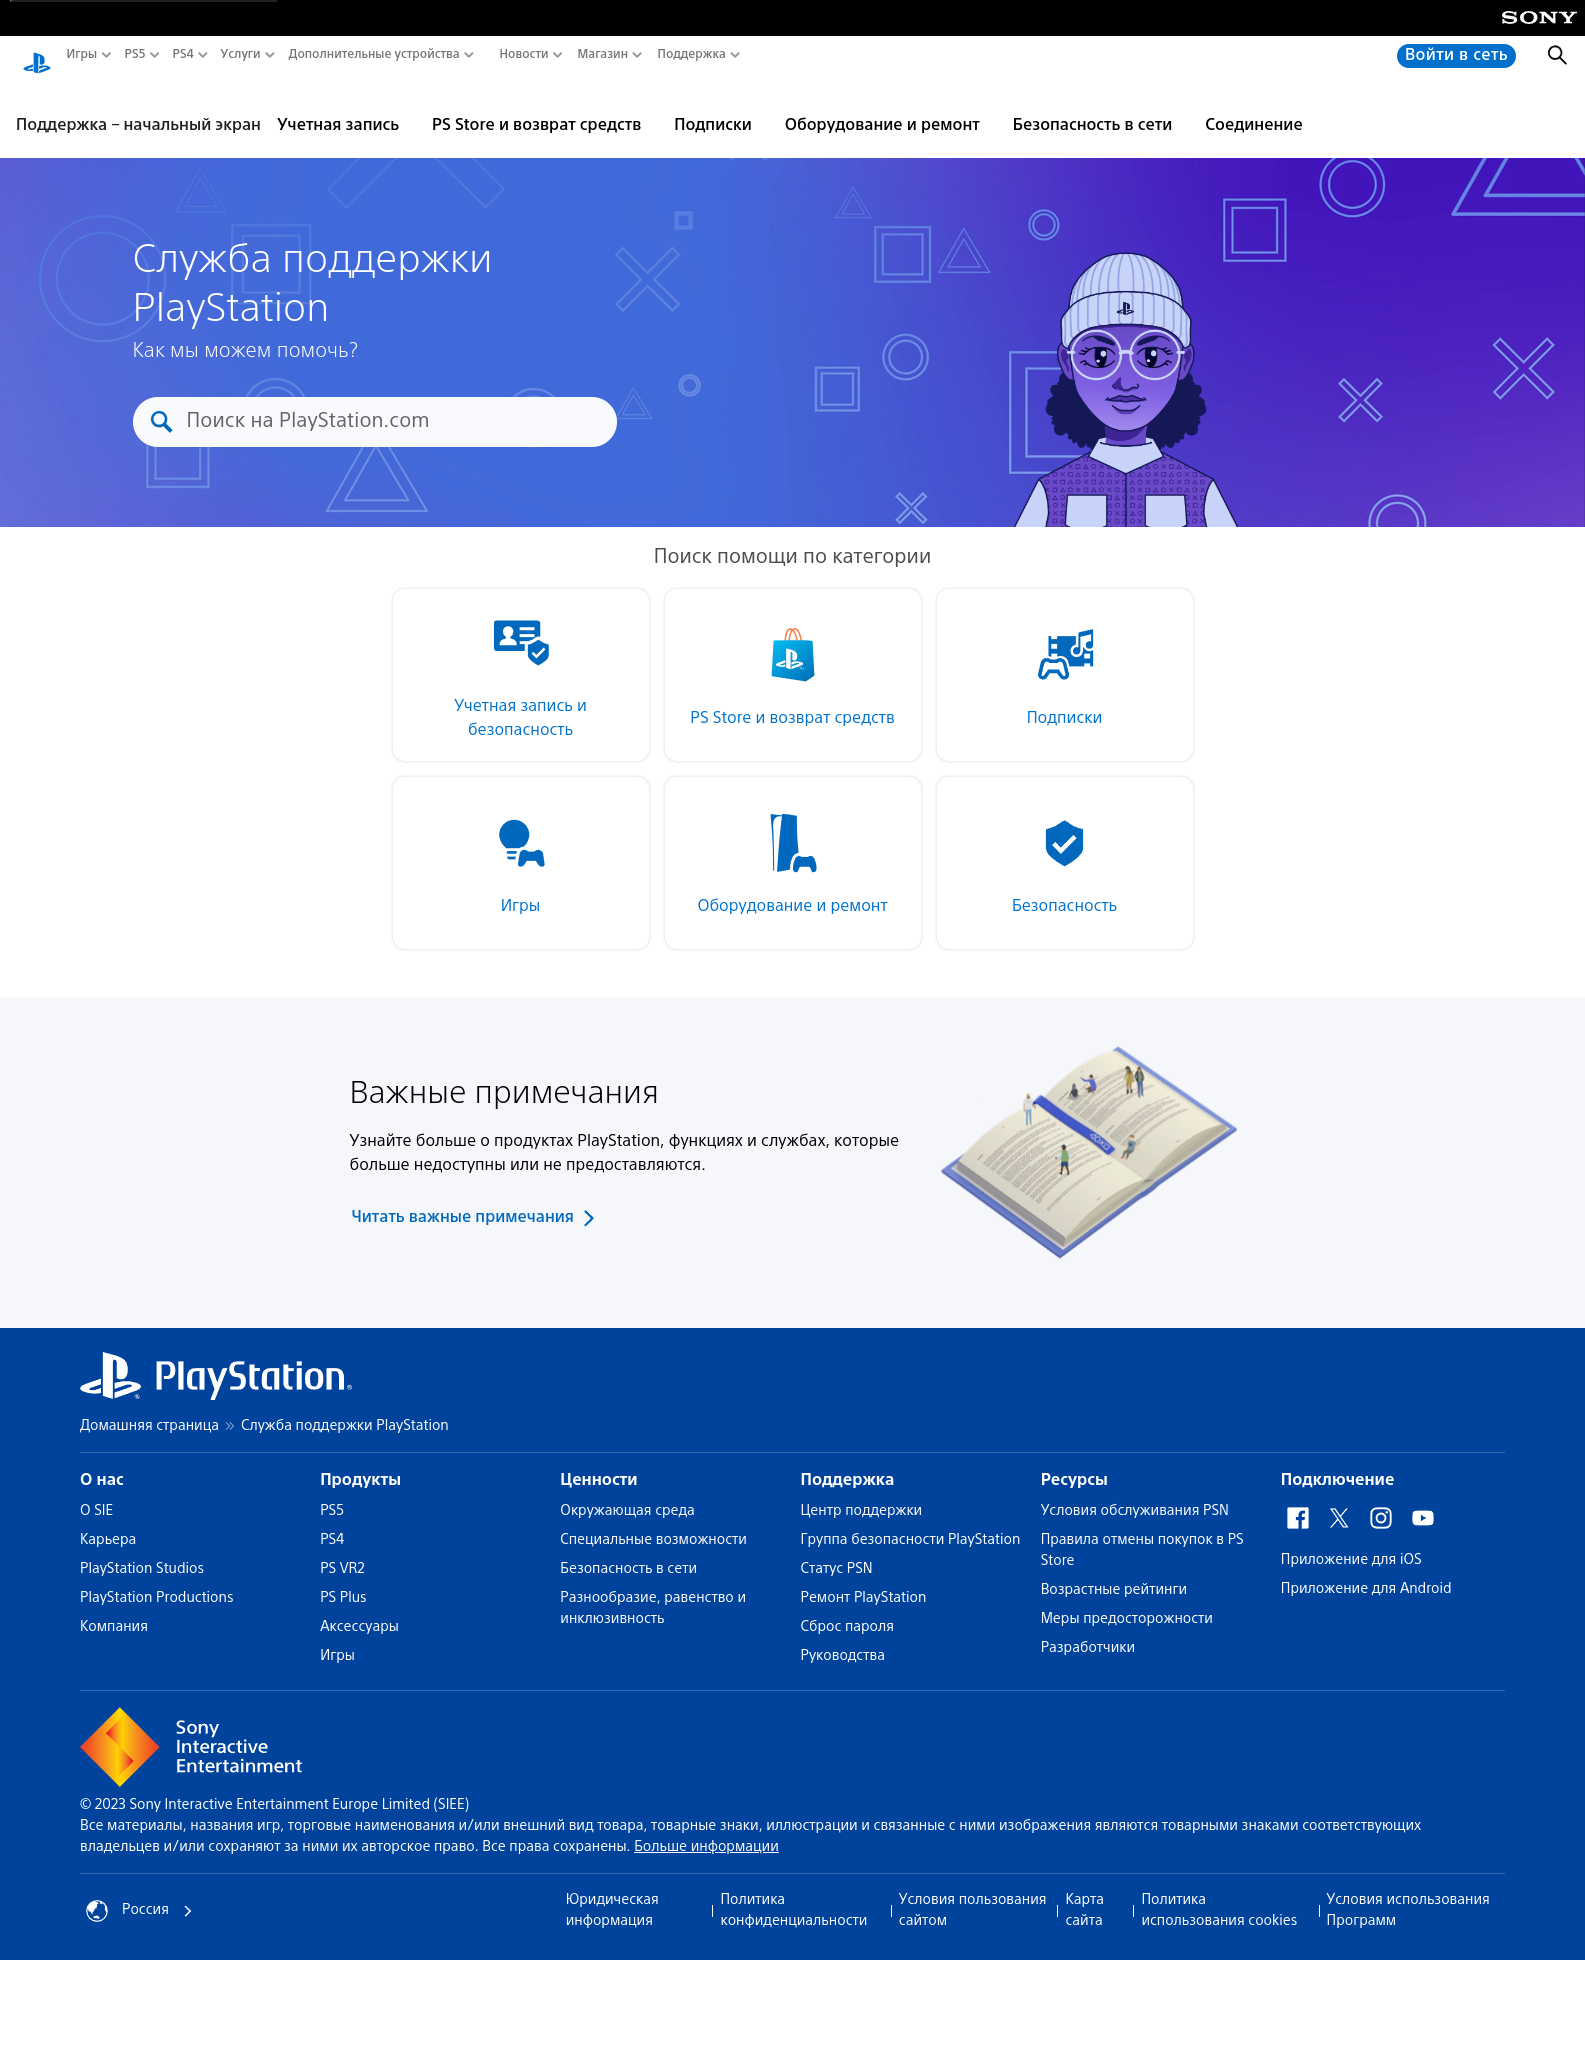 SONY
Игры
PS5
PS4
Услуги
Дополнительные устройства
Новости
Магазин
Поддержка
Войти в сеть
Поддержка – начальный экран
Учетная запись
PS Store и возврат средств
Подписки
Оборудование и ремонт
Безопасность в сети
Соединение
Служба поддержки
PlayStation
Как мы можем помочь?
Поиск на PlayStation.com
Поиск помощи по категории
Учетная запись и
безопасность
PS Store и возврат средств
Подписки
Игры
Оборудование и ремонт
Безопасность
Важные примечания
Узнайте больше о продуктах PlayStation, функциях и службах, которые
больше недоступны или не предоставляются.
Читать важные примечания
PlayStation®
Домашняя страница » Служба поддержки PlayStation
О нас
О SIE
Карьера
PlayStation Studios
PlayStation Productions
Компания
Продукты
PS5
PS4
PS VR2
PS Plus
Аксессуары
Игры
Ценности
Окружающая среда
Специальные возможности
Безопасность в сети
Разнообразие, равенство и
инклюзивность
Поддержка
Центр поддержки
Группа безопасности PlayStation
Статус PSN
Ремонт PlayStation
Сброс пароля
Руководства
Ресурсы
Условия обслуживания PSN
Правила отмены покупок в PS
Store
Возрастные рейтинги
Меры предосторожности
Разработчики
Подключение
Приложение для iOS
Приложение для Android
Sony
Interactive
Entertainment
© 2023 Sony Interactive Entertainment Europe Limited (SIEE)
Все материалы, названия игр, торговые наименования и/или внешний вид товара, товарные знаки, иллюстрации и связанные с ними изображения являются товарными знаками соответствующих
владельцев и/или сохраняют за ними их авторское право. Все права сохранены. Больше информации
Россия
Юридическая
информация
Политика
конфиденциальности
Условия пользования
сайтом
Карта
сайта
Политика
использования cookies
Условия использования
Программ